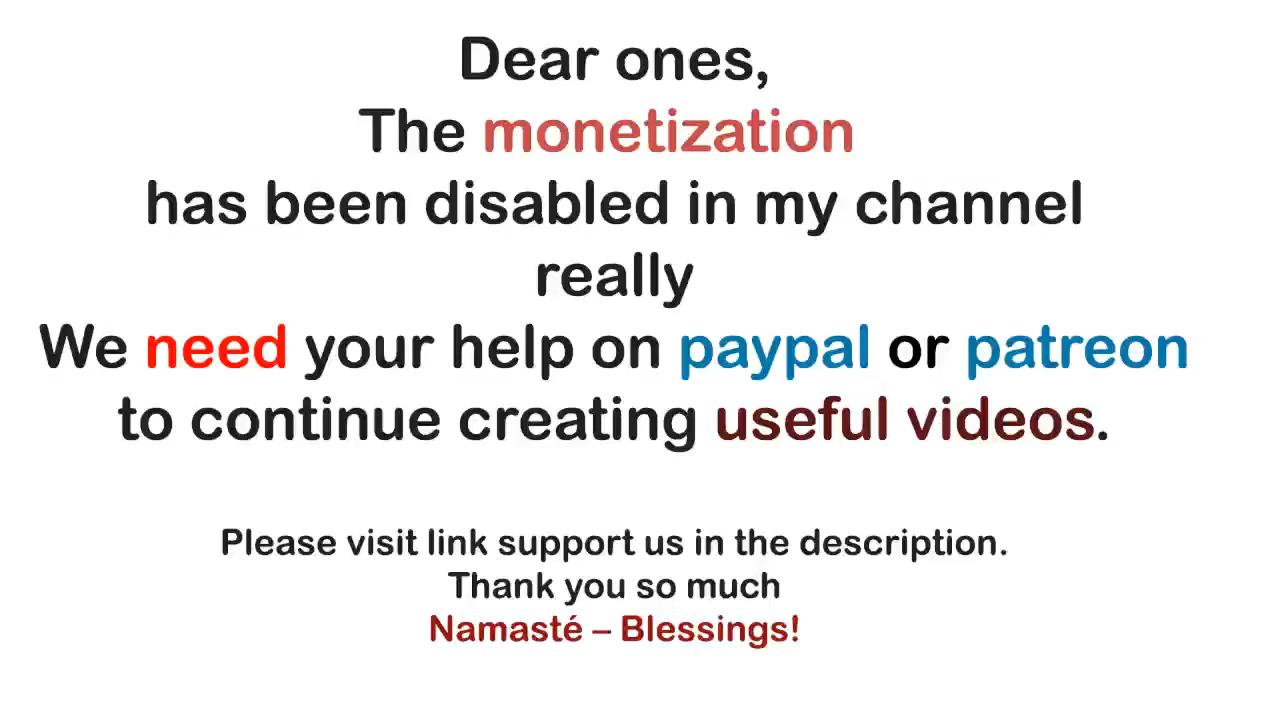 Dear ones,
The monetization
has been disabled in my channel
really
We need your help on paypal or patreon
to continue creating useful videos.
Please visit link support us in the description.
Thank you so much
Namasté – Blessings!